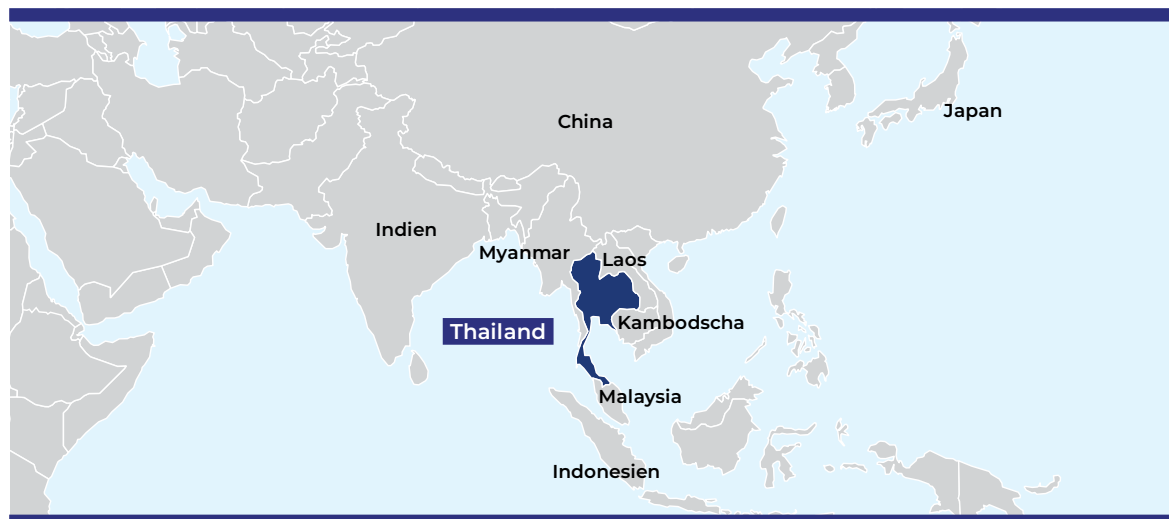 China
Japan
Indien
Myanmar
Laos
Kambodscha
Thailand
Malaysia
Indonesien